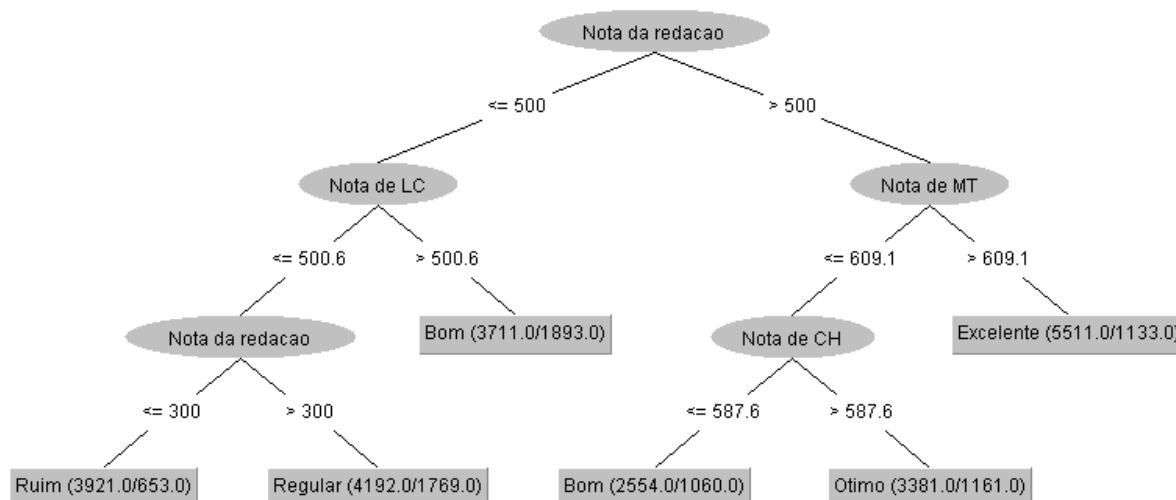 Nota da redacao
<= 500
> 500
Nota de LC
Nota de MT
<= 500.6
> 500.6
<= 609.1
> 609.1
Nota da redacao
Bom (3711.0/1893.0)
Nota de CH
Excelente (5511.0/1133.0)
<= 300
> 300
<= 587.6
> 587.6
Ruim (3921.0/653.0)
Regular (4192.0/1769.0)
Bom (2554.0/1060.0)
Otimo (3381.0/1161.0)